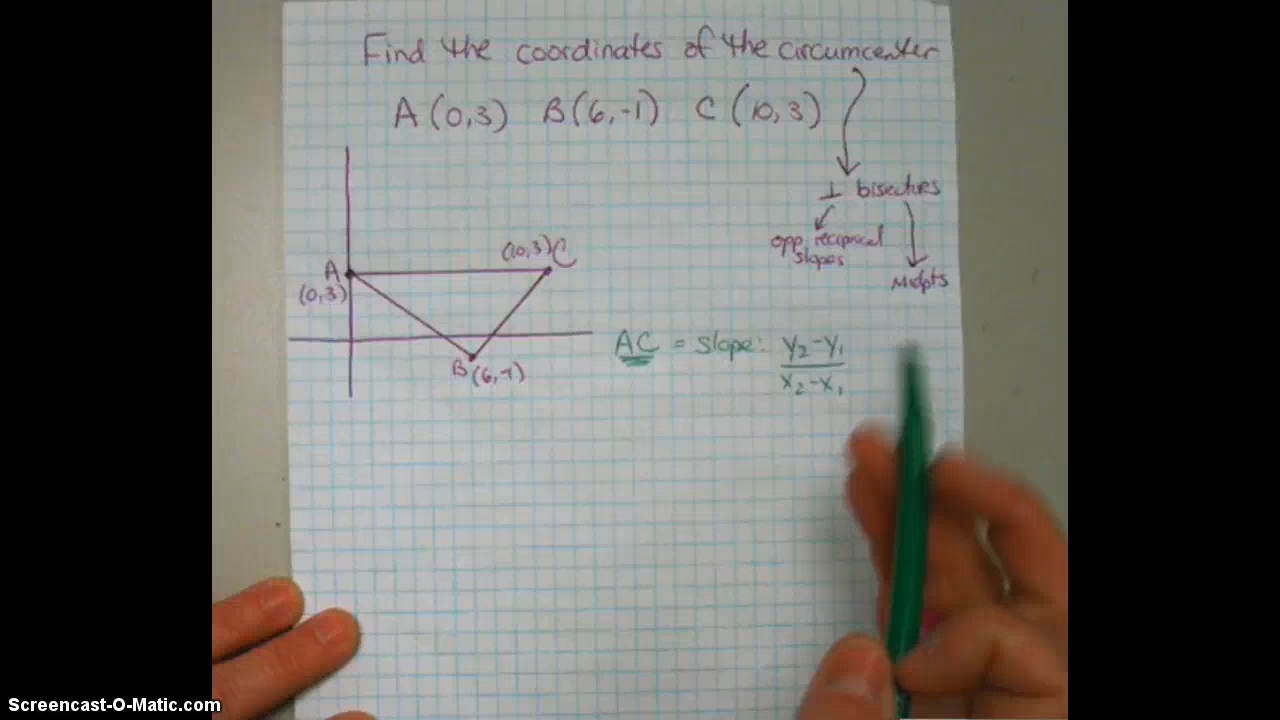 Find the coordinates of the circumcenter
A (0,3) B(6,-1) C (10,3)
⊥ bisectors
opp. reciprocal
slopes
Midpts
(10,3) C
A
(0,3)
B (6,-1)
AC = slope: y₂-y₁
x₂-x₁
Screencast-O-Matic.com